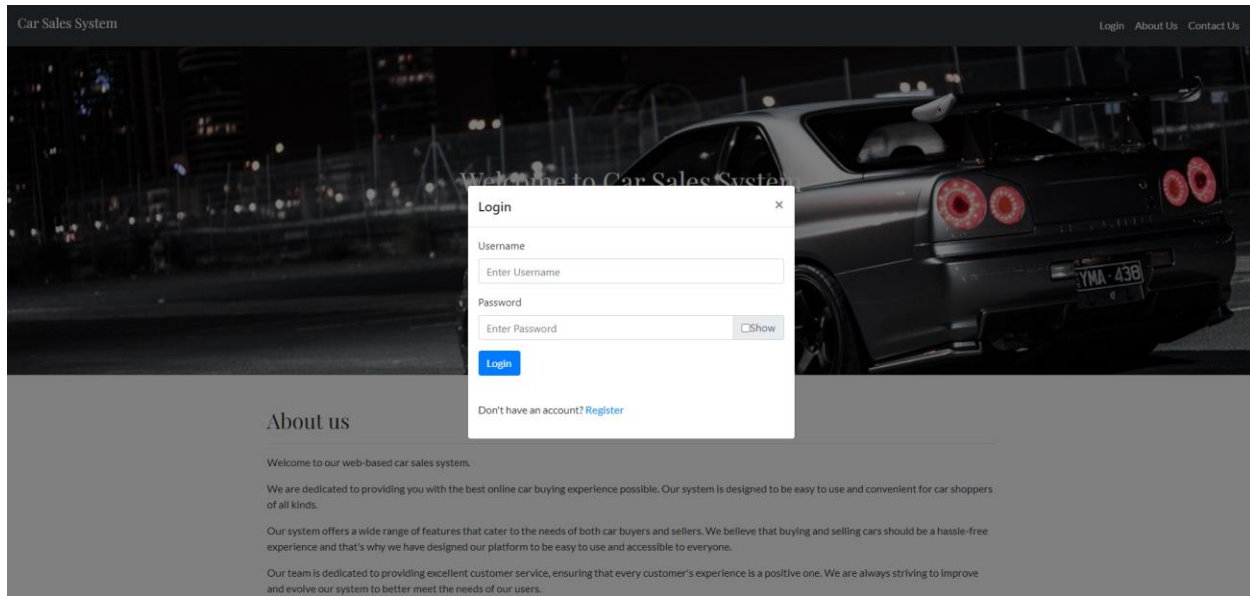 Car Sales System
Login About Us Contact Us
Welcome to Car Sales System
Login ×
Username
Enter Username
Password
Enter Password Show
Login
Don't have an account? Register
YMA·438
About us
Welcome to our web-based car sales system.
We are dedicated to providing you with the best online car buying experience possible. Our system is designed to be easy to use and convenient for car shoppers
of all kinds.
Our system offers a wide range of features that cater to the needs of both car buyers and sellers. We believe that buying and selling cars should be a hassle-free
experience and that's why we have designed our platform to be easy to use and accessible to everyone.
Our team is dedicated to providing excellent customer service, ensuring that every customer's experience is a positive one. We are always striving to improve
and evolve our system to better meet the needs of our users.